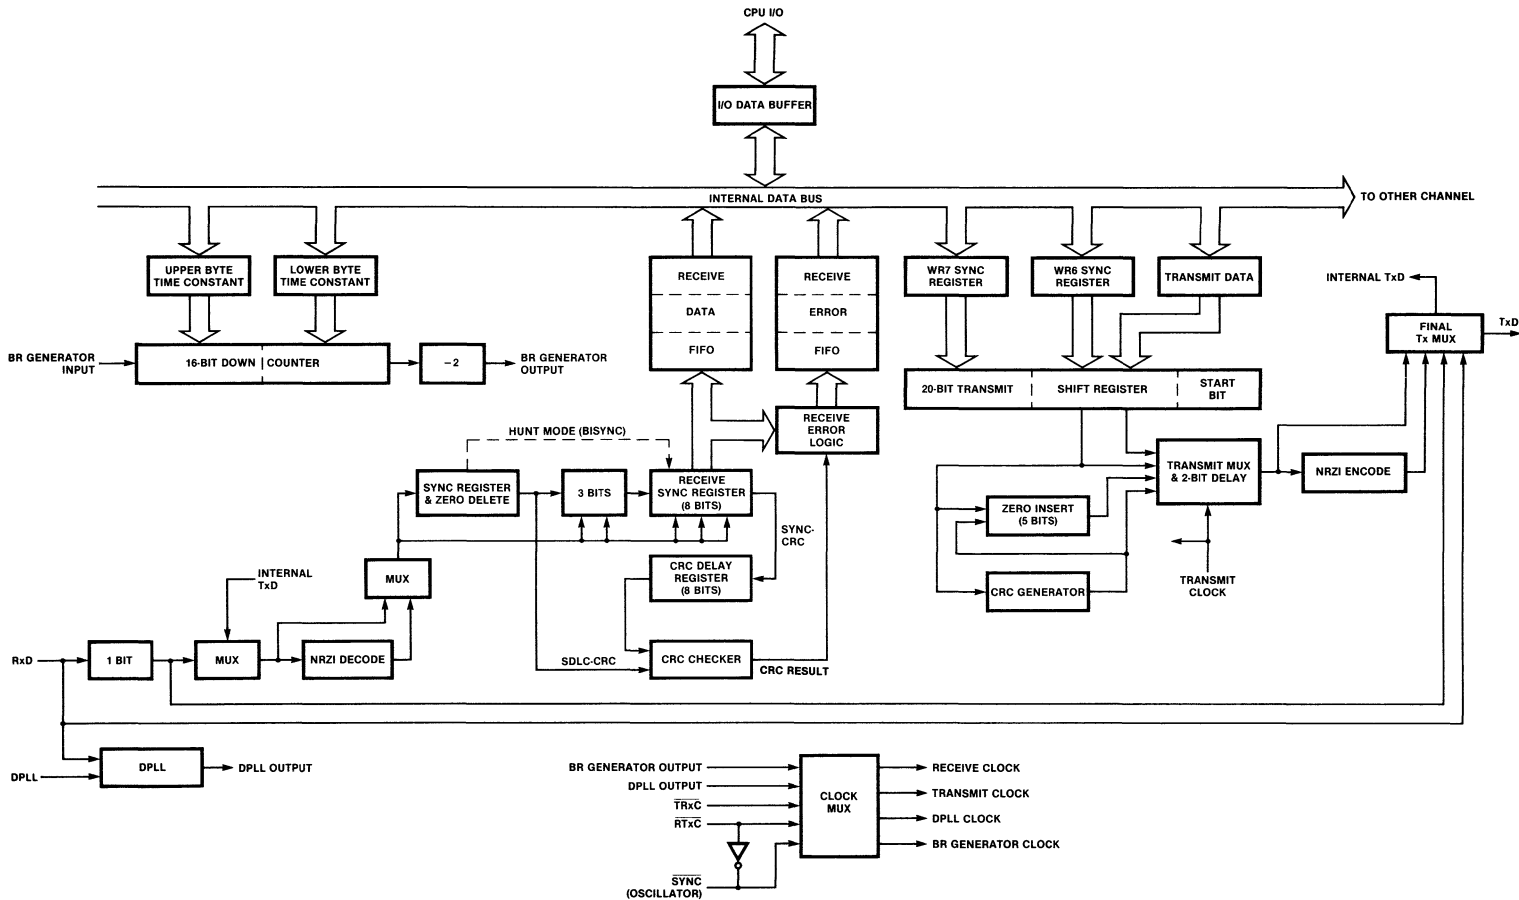 CPU I/O
I/O DATA BUFFER
INTERNAL DATA BUS
TO OTHER CHANNEL
UPPER BYTE
TIME CONSTANT
LOWER BYTE
TIME CONSTANT
RECEIVE
DATA
FIFO
RECEIVE
ERROR
FIFO
WR7 SYNC
REGISTER
WR6 SYNC
REGISTER
TRANSMIT DATA
INTERNAL TxD
FINAL
Tx MUX
TxD
BR GENERATOR
INPUT
16-BIT DOWN
COUNTER
−2
BR GENERATOR
OUTPUT
20-BIT TRANSMIT
SHIFT REGISTER
START
BIT
HUNT MODE (BISYNC)
RECEIVE
ERROR
LOGIC
SYNC REGISTER
& ZERO DELETE
3 BITS
RECEIVE
SYNC REGISTER
(8 BITS)
SYNC-
CRC
TRANSMIT MUX
& 2-BIT DELAY
NRZI ENCODE
ZERO INSERT
(5 BITS)
CRC DELAY
REGISTER
(8 BITS)
CRC GENERATOR
TRANSMIT
CLOCK
INTERNAL
TxD
MUX
RxD
1 BIT
MUX
NRZI DECODE
SDLC-CRC
CRC CHECKER
CRC RESULT
DPLL
DPLL
DPLL OUTPUT
BR GENERATOR OUTPUT
DPLL OUTPUT
TRxC
RTxC
SYNC
(OSCILLATOR)
CLOCK
MUX
RECEIVE CLOCK
TRANSMIT CLOCK
DPLL CLOCK
BR GENERATOR CLOCK